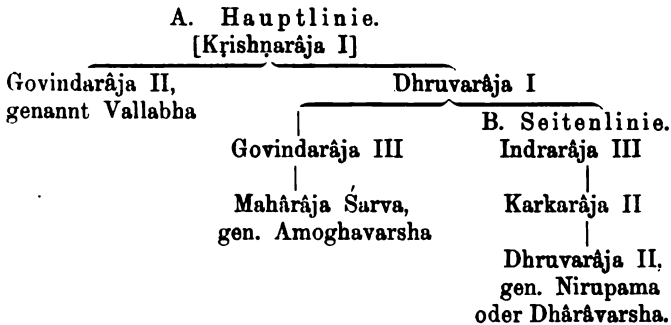 A. Hauptlinie.
[Kṛishṇarâja I]
Govindarâja II, Dhruvarâja I
genannt Vallabha
B. Seitenlinie.
Govindarâja III Indrarâja III
Mahârâja Śarva, Karkarâja II
gen. Amoghavarsha
Dhruvarâja II,
gen. Nirupama
oder Dhârâvarsha.